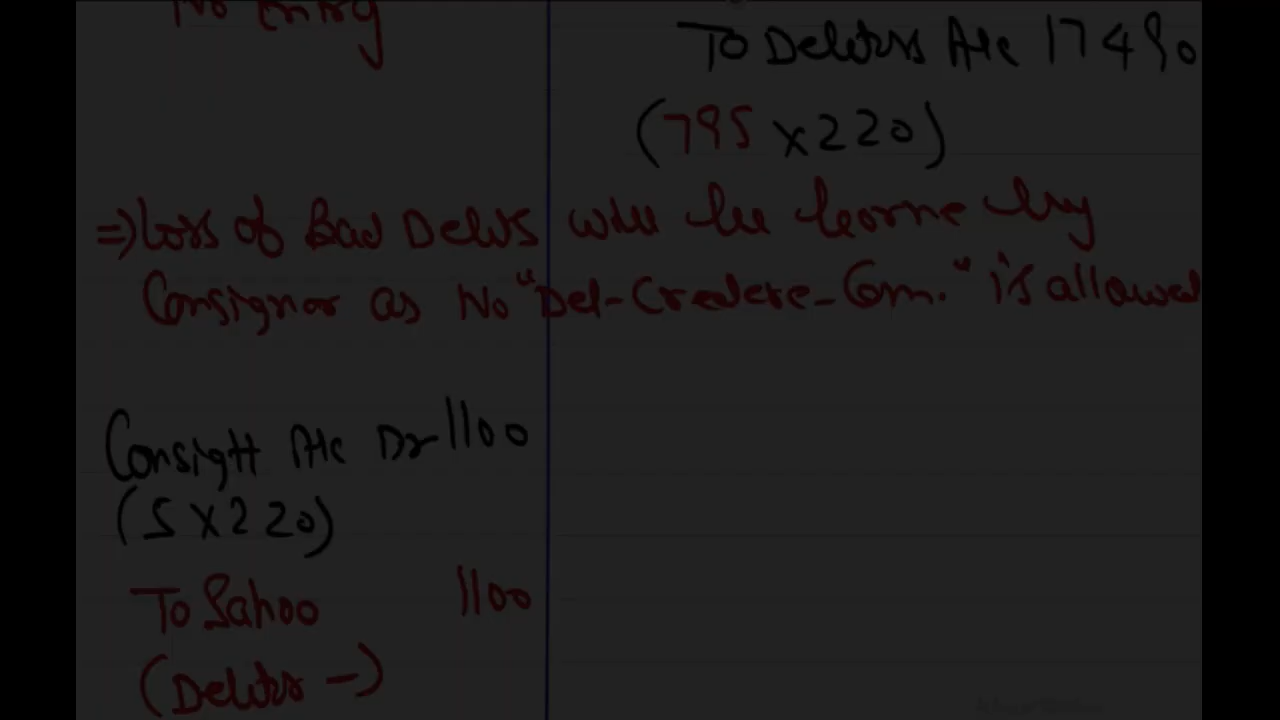 No entry
To Debtors A/c 17490
(795 x 220)
=) Loss of Bad Debts will be borne by
Consignor as No "Del-Credere-Com." is allowed
Consigtt A/c Dr 1100
(5 x 220)
To Sahoo 1100
(Debtors -)